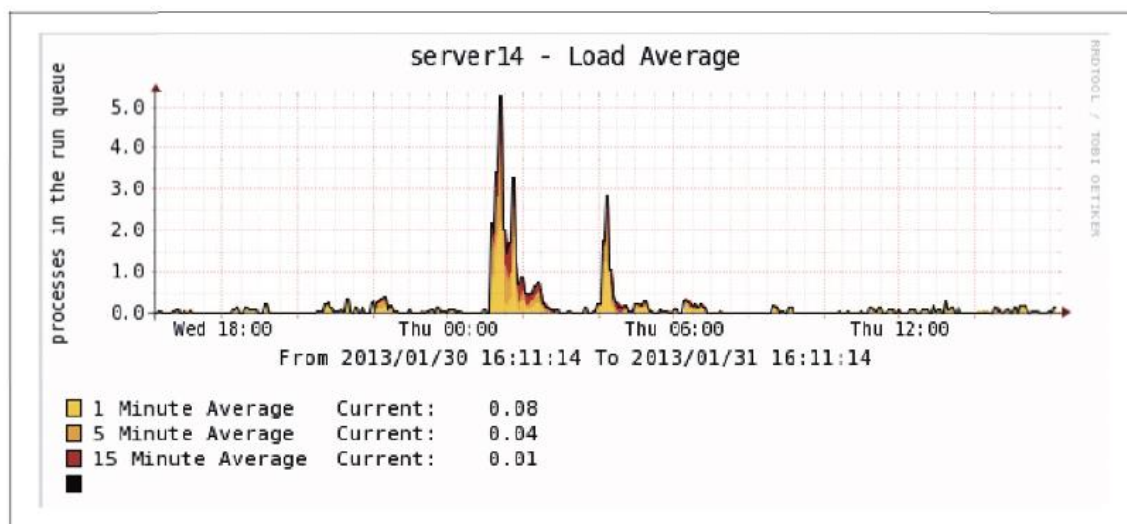 server14 - Load Average
processes in the run queue
5.0
4.0
3.0
2.0
1.0
0.0
Wed 18:00 Thu 00:00 Thu 06:00 Thu 12:00
From 2013/01/30 16:11:14 To 2013/01/31 16:11:14
1 Minute Average Current: 0.08
5 Minute Average Current: 0.04
15 Minute Average Current: 0.01
RRDTOOL / TOBI OETIKER